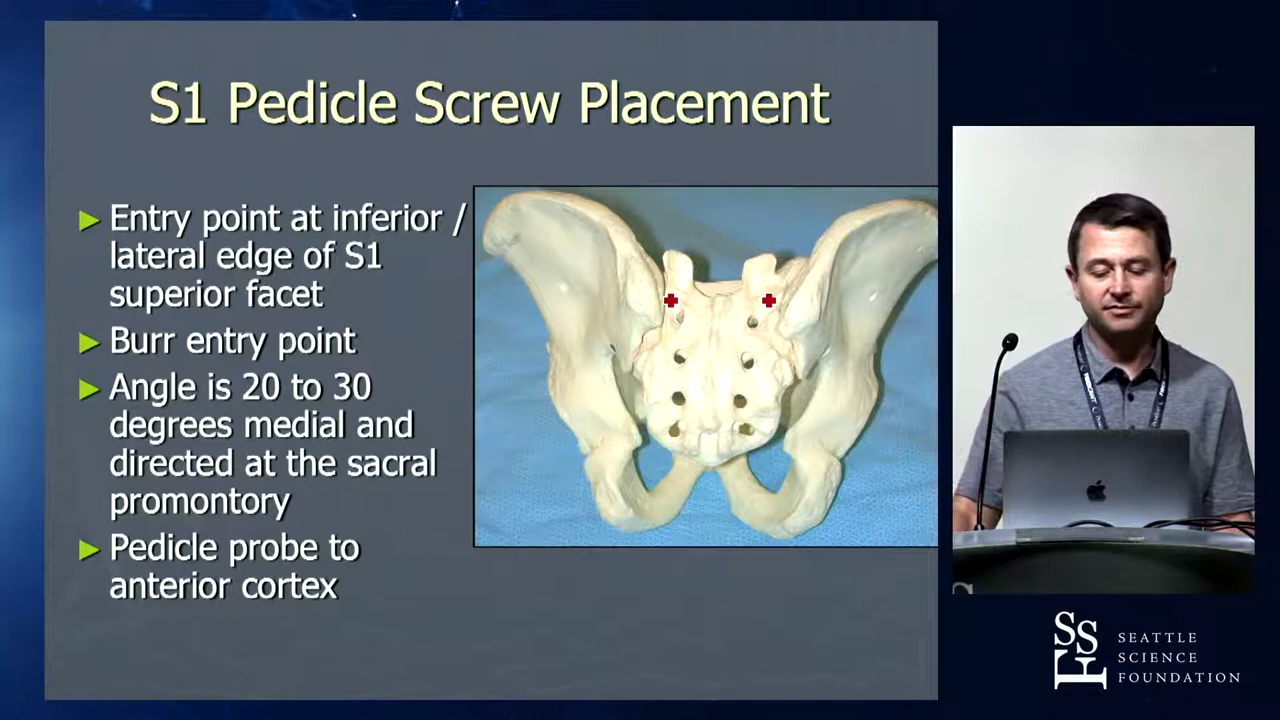 S1 Pedicle Screw Placement
► Entry point at inferior /
lateral edge of S1
superior facet
► Burr entry point
► Angle is 20 to 30
degrees medial and
directed at the sacral
promontory
► Pedicle probe to
anterior cortex
SSF
SEATTLE
SCIENCE
FOUNDATION